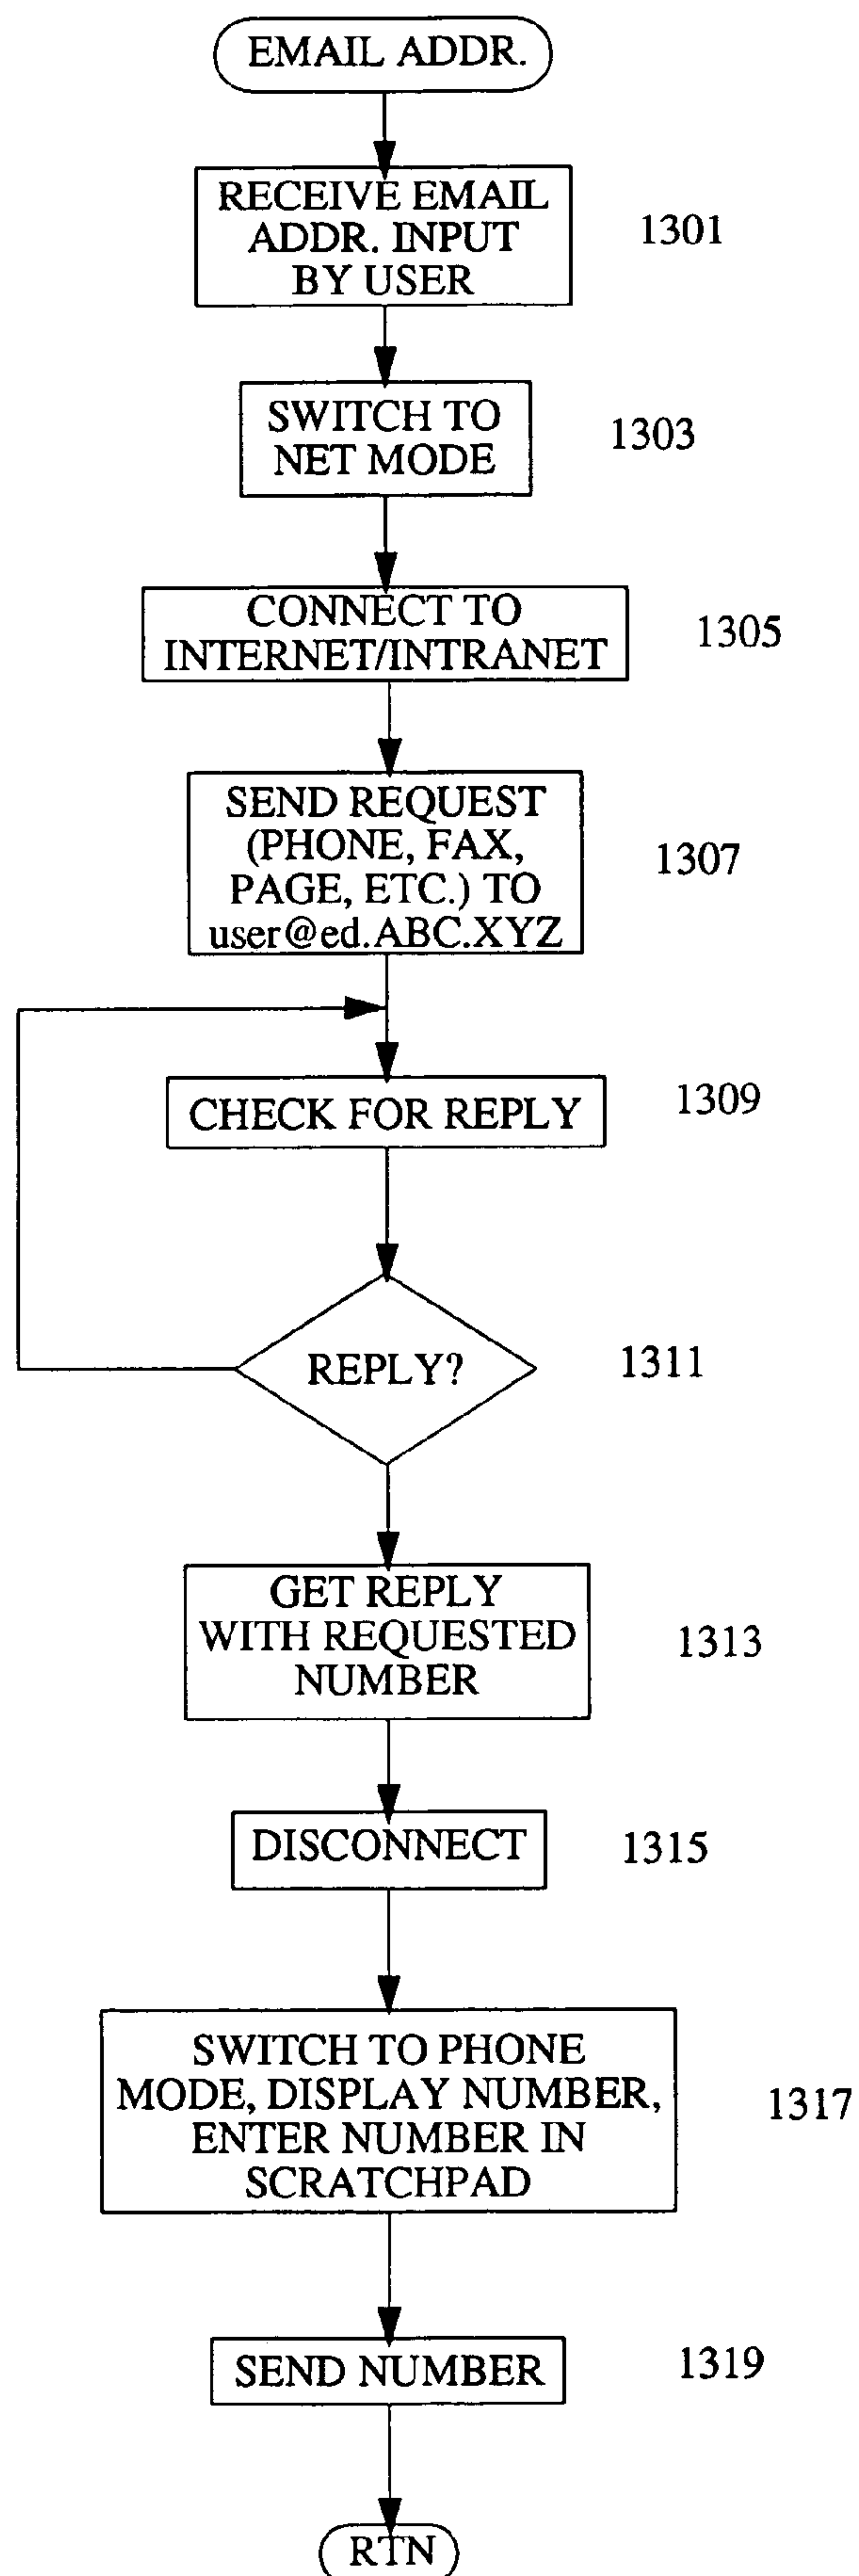 EMAIL ADDR.
RECEIVE EMAIL
ADDR. INPUT
BY USER
1301
SWITCH TO
NET MODE
1303
CONNECT TO
INTERNET/INTRANET
1305
SEND REQUEST
(PHONE, FAX,
PAGE, ETC.) TO
user@ed.ABC.XYZ
1307
CHECK FOR REPLY
1309
REPLY?
1311
GET REPLY
WITH REQUESTED
NUMBER
1313
DISCONNECT
1315
SWITCH TO PHONE
MODE, DISPLAY NUMBER,
ENTER NUMBER IN
SCRATCHPAD
1317
SEND NUMBER
1319
RTN